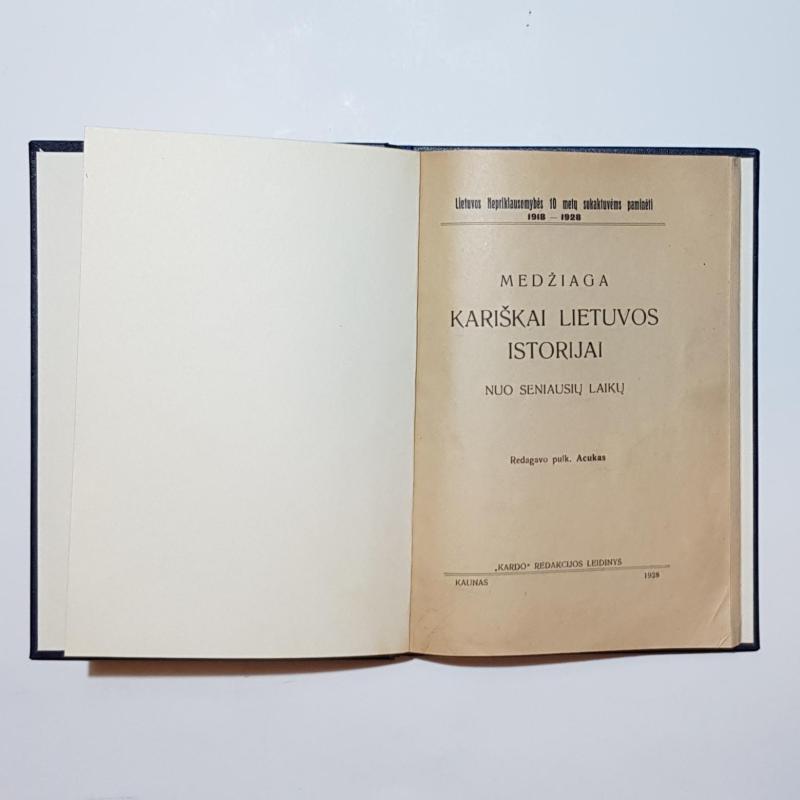 Lietuvos Nepriklausomybės 10 metų sukaktuvėms paminėti
1918 — 1928
MEDŽIAGA
KARIŠKAI LIETUVOS
ISTORIJAI
NUO SENIAUSIŲ LAIKŲ
Redagavo pulk. Acukas
„KARDO“ REDAKCIJOS LEIDINYS
KAUNAS 1928